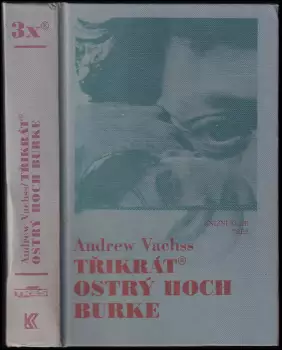 3x®
Andrew Vachss/ TŘIKRÁT®
OSTRÝ HOCH BURKE
K
Andrew Vachss
TŘIKRÁT®
OSTRÝ HOCH
BURKE